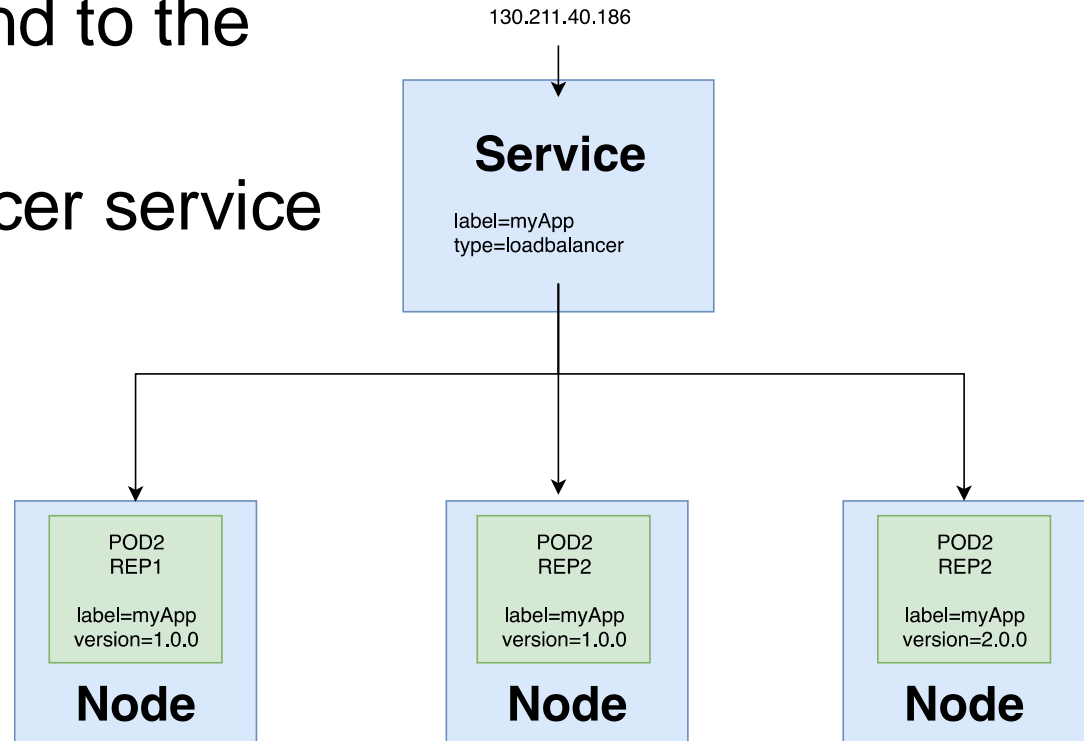 nd to the
cer service
130.211.40.186
Service
label=myApp
type=loadbalancer
POD2
REP1
label=myApp
version=1.0.0
Node
POD2
REP2
label=myApp
version=1.0.0
Node
POD2
REP2
label=myApp
version=2.0.0
Node